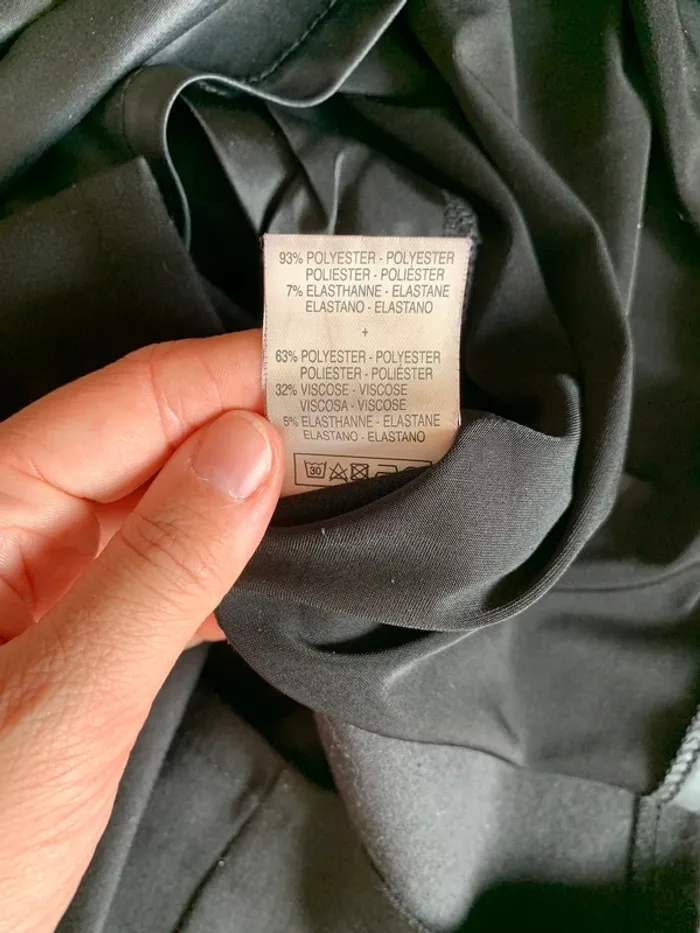 93% POLYESTER - POLYESTER
POLIESTER - POLIÉSTER
7% ELASTHANNE - ELASTANE
ELASTANO - ELASTANO
+
63% POLYESTER - POLYESTER
POLIESTER - POLIÉSTER
32% VISCOSE - VISCOSE
VISCOSA - VISCOSE
5% ELASTHANNE - ELASTANE
ELASTANO - ELASTANO
30